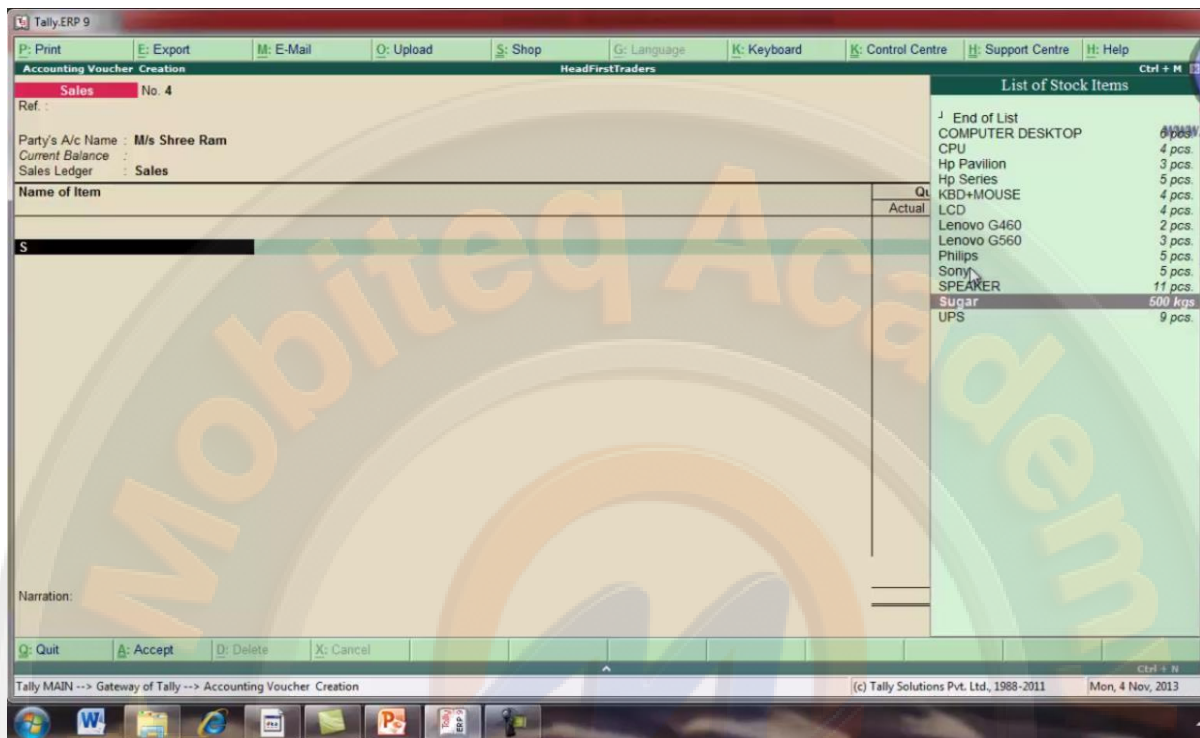 Tally.ERP 9
P: Print E: Export M: E-Mail O: Upload S: Shop G: Language K: Keyboard K: Control Centre H: Support Centre H: Help
Accounting Voucher Creation HeadFirstTraders Ctrl + M
Sales No. 4
Ref. :
Party's A/c Name : M/s Shree Ram
Current Balance :
Sales Ledger : Sales
Name of Item Qu
Actual
S
List of Stock Items
┘ End of List
COMPUTER DESKTOP 6 pcs.
CPU 4 pcs.
Hp Pavilion 3 pcs.
Hp Series 5 pcs.
KBD+MOUSE 4 pcs.
LCD 4 pcs.
Lenovo G460 2 pcs.
Lenovo G560 3 pcs.
Philips 5 pcs.
Sony 5 pcs.
SPEAKER 11 pcs.
Sugar 500 kgs
UPS 9 pcs.
Mobiteq Academ
Narration:
Q: Quit A: Accept D: Delete X: Cancel
Ctrl + N
Tally MAIN --> Gateway of Tally --> Accounting Voucher Creation (c) Tally Solutions Pvt. Ltd., 1988-2011 Mon, 4 Nov, 2013